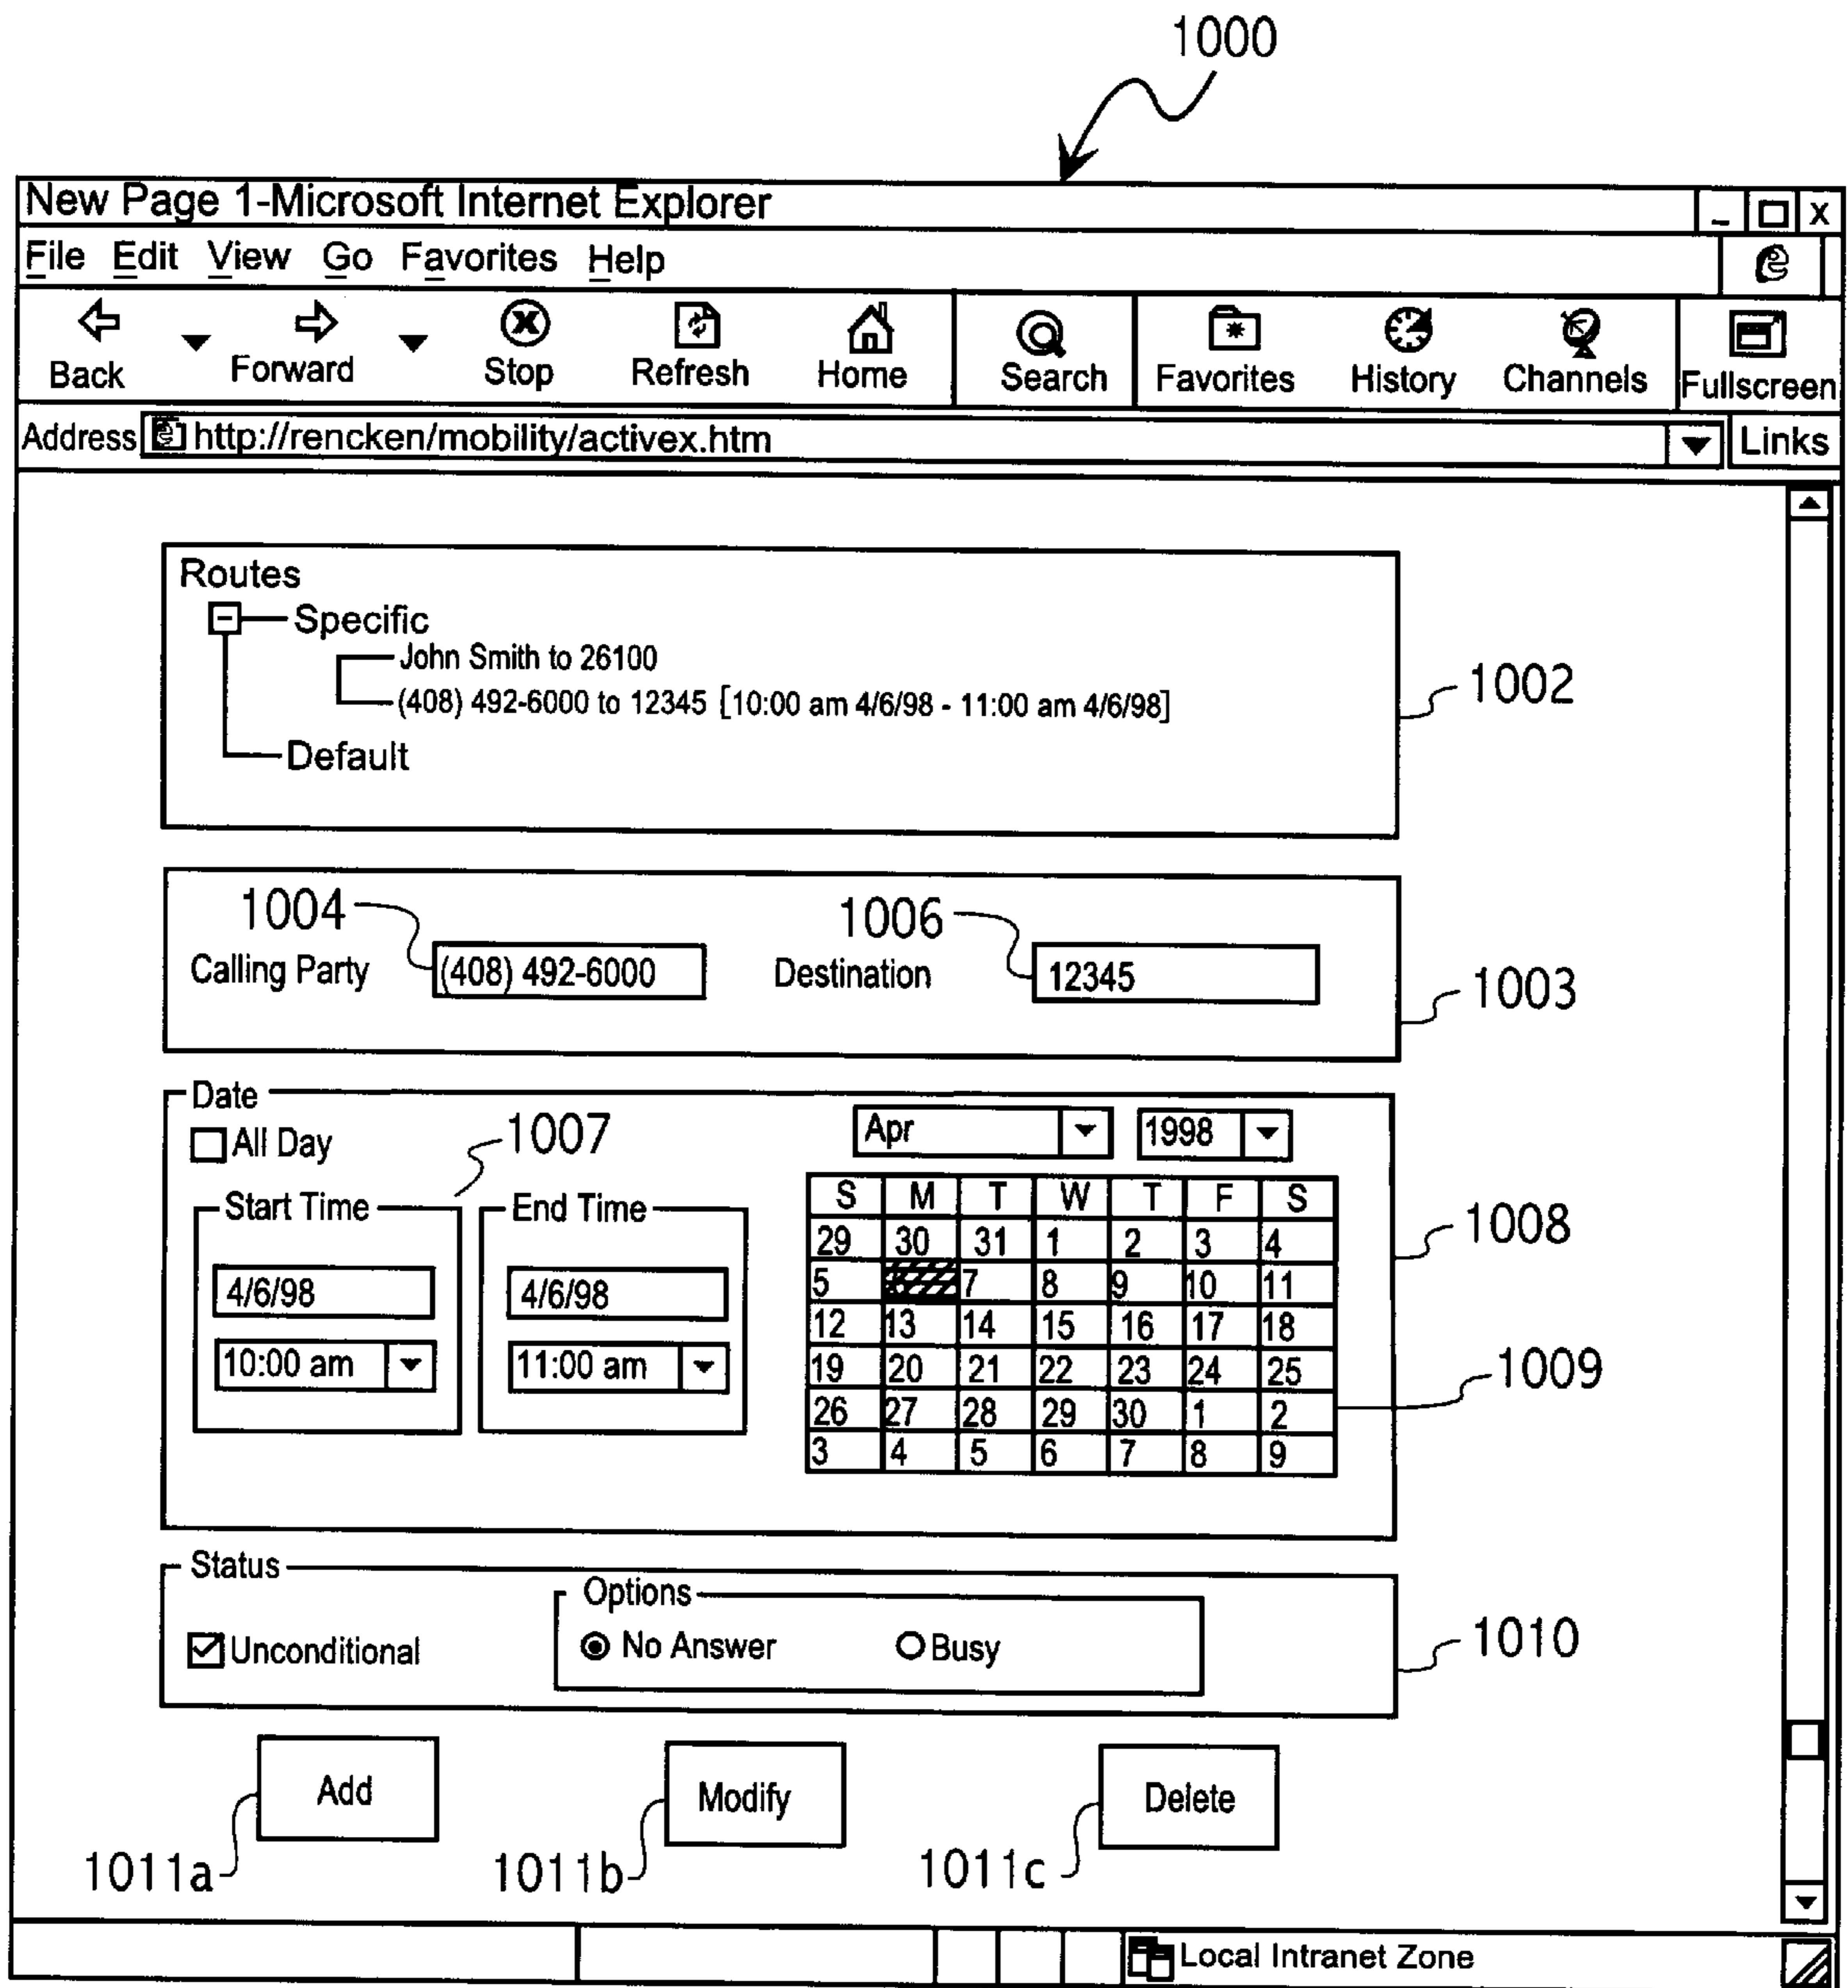 1000
New Page 1-Microsoft Internet Explorer
_ X
File Edit View Go Favorites Help
Back Forward Stop Refresh Home Search Favorites History Channels Fullscreen
Address http://rencken/mobility/activex.htm Links
Routes
Specific
John Smith to 26100
(408) 492-6000 to 12345 [10:00 am 4/6/98 - 11:00 am 4/6/98]
Default
1002
1004 1006
Calling Party (408) 492-6000 Destination 12345
1003
Date
All Day
1007
Apr 1998
Start Time End Time
4/6/98 4/6/98
10:00 am 11:00 am
S M T W T F S
29 30 31 1 2 3 4
5 7 8 9 10 11
12 13 14 15 16 17 18
19 20 21 22 23 24 25
26 27 28 29 30 1 2
3 4 5 6 7 8 9
1008
1009
Status
Options
Unconditional No Answer Busy
1010
Add Modify Delete
1011a 1011b 1011c
Local Intranet Zone